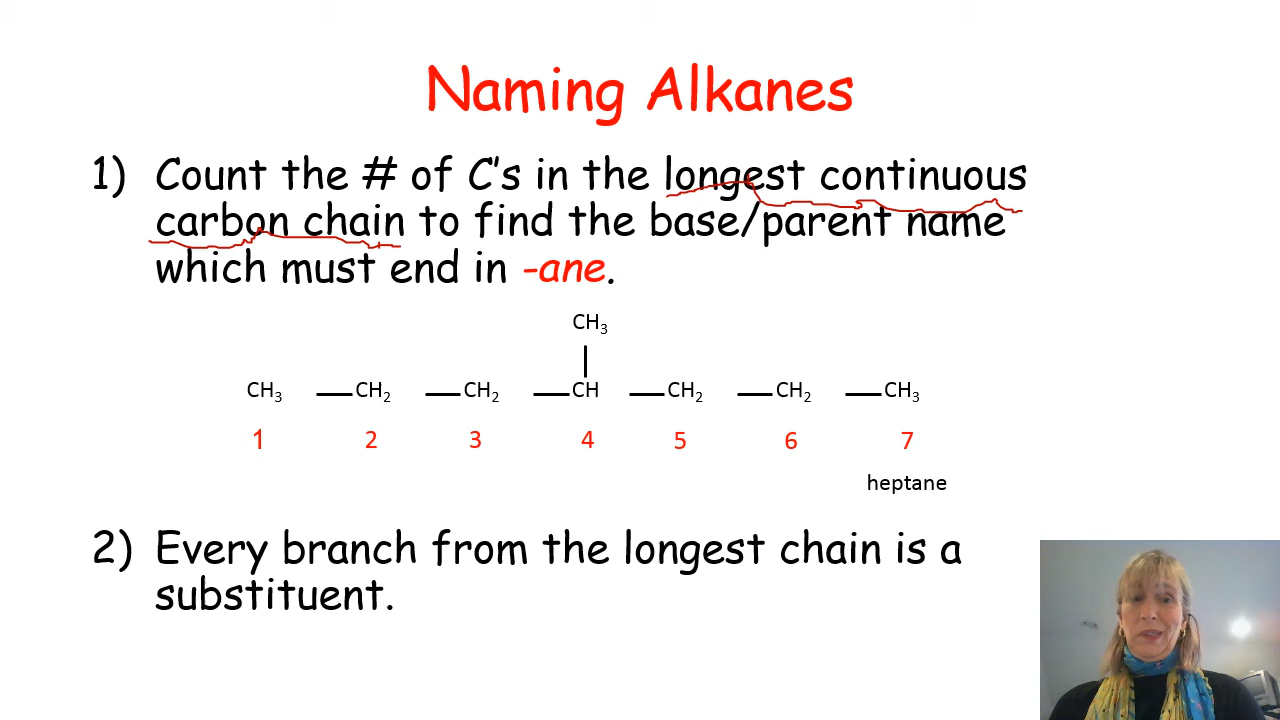 Naming Alkanes
1) Count the # of C's in the longest continuous
carbon chain to find the base/parent name
which must end in -ane.
CH₃
CH₃ CH₂ CH₂ CH CH₂ CH₂ CH₃
1 2 3 4 5 6 7
heptane
2) Every branch from the longest chain is a
substituent.